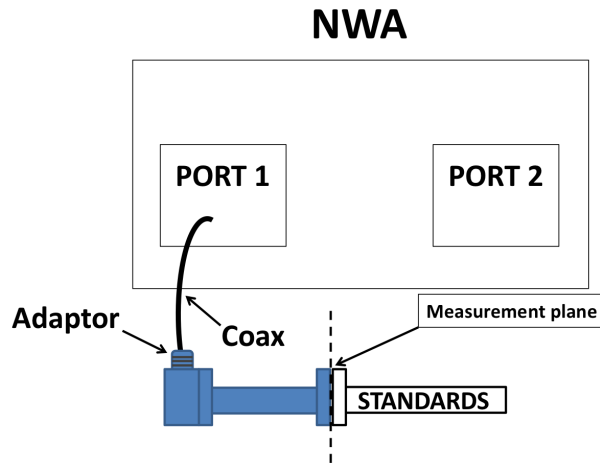 NWA
PORT 1
PORT 2
Measurement plane
Adaptor
Coax
STANDARDS